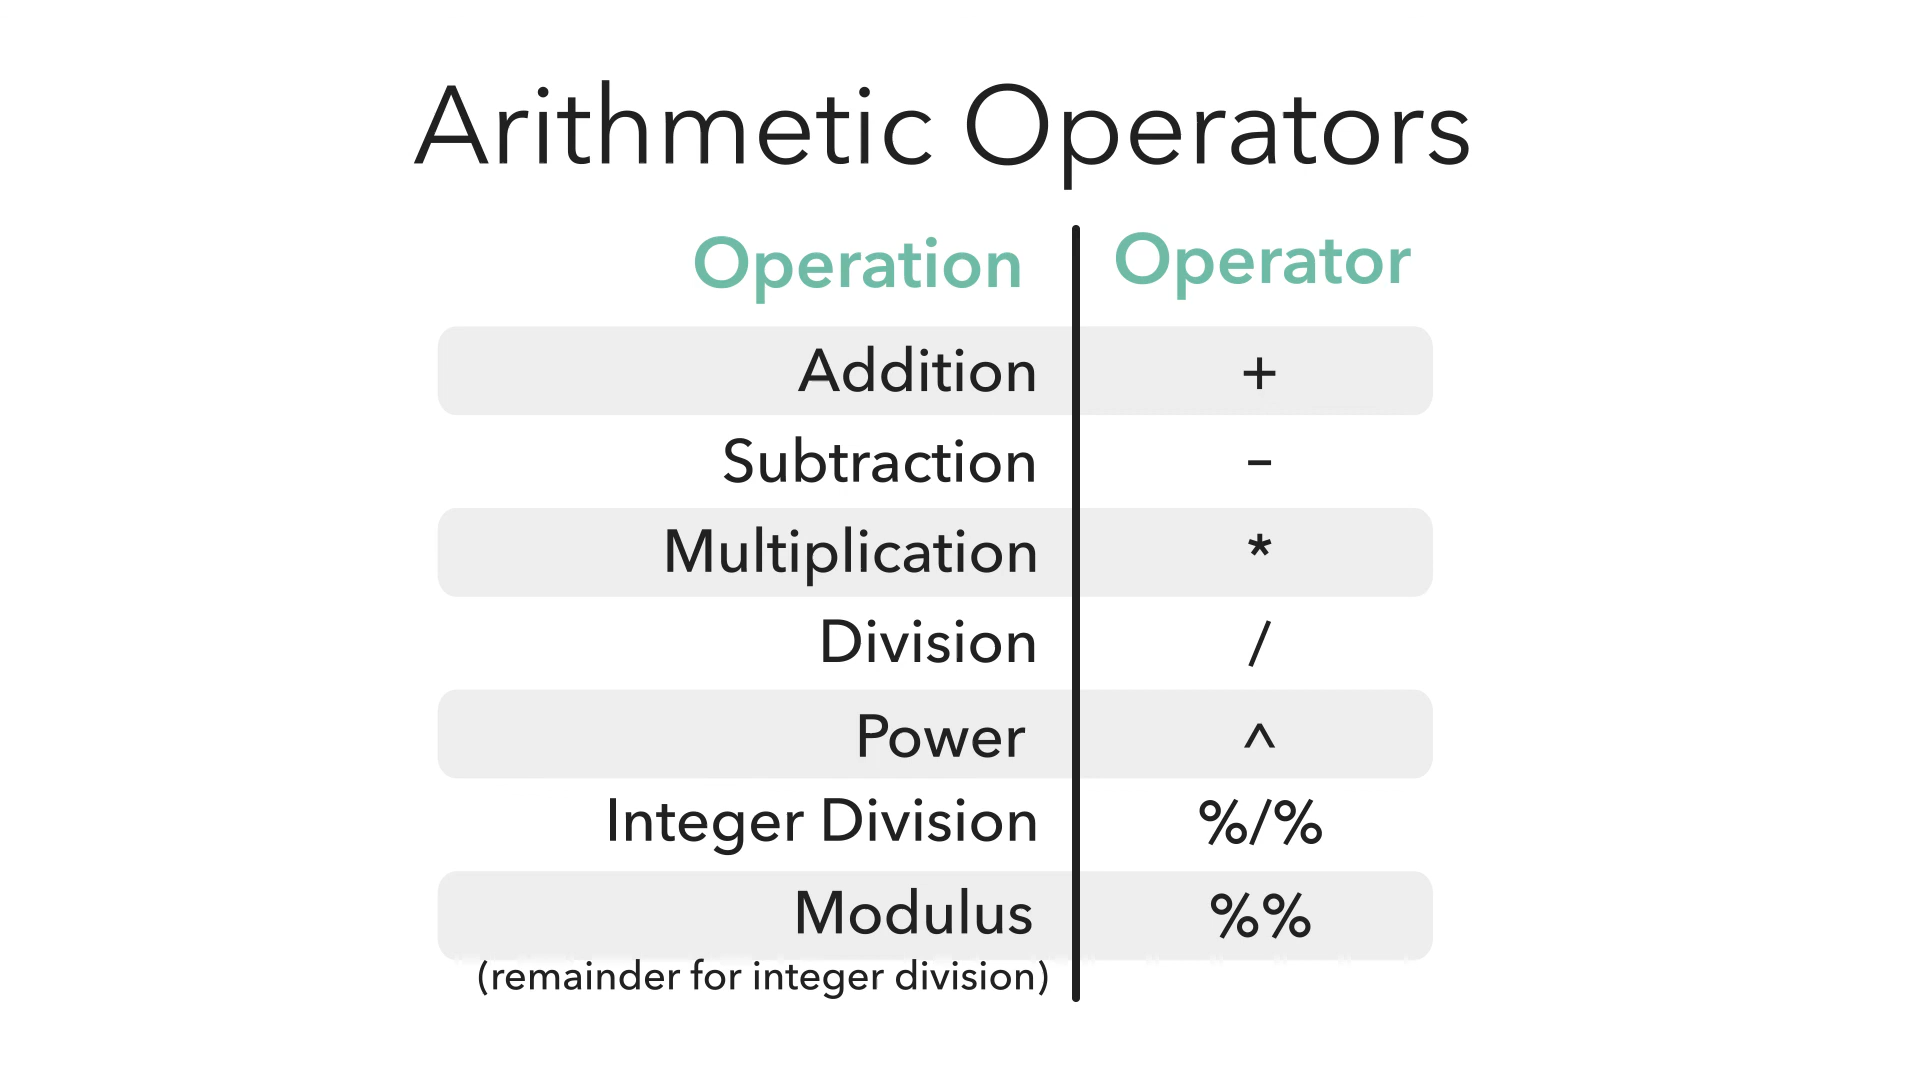 Arithmetic Operators
Operation Operator
Addition +
Subtraction –
Multiplication *
Division /
Power ^
Integer Division %/%
Modulus %%
(remainder for integer division)